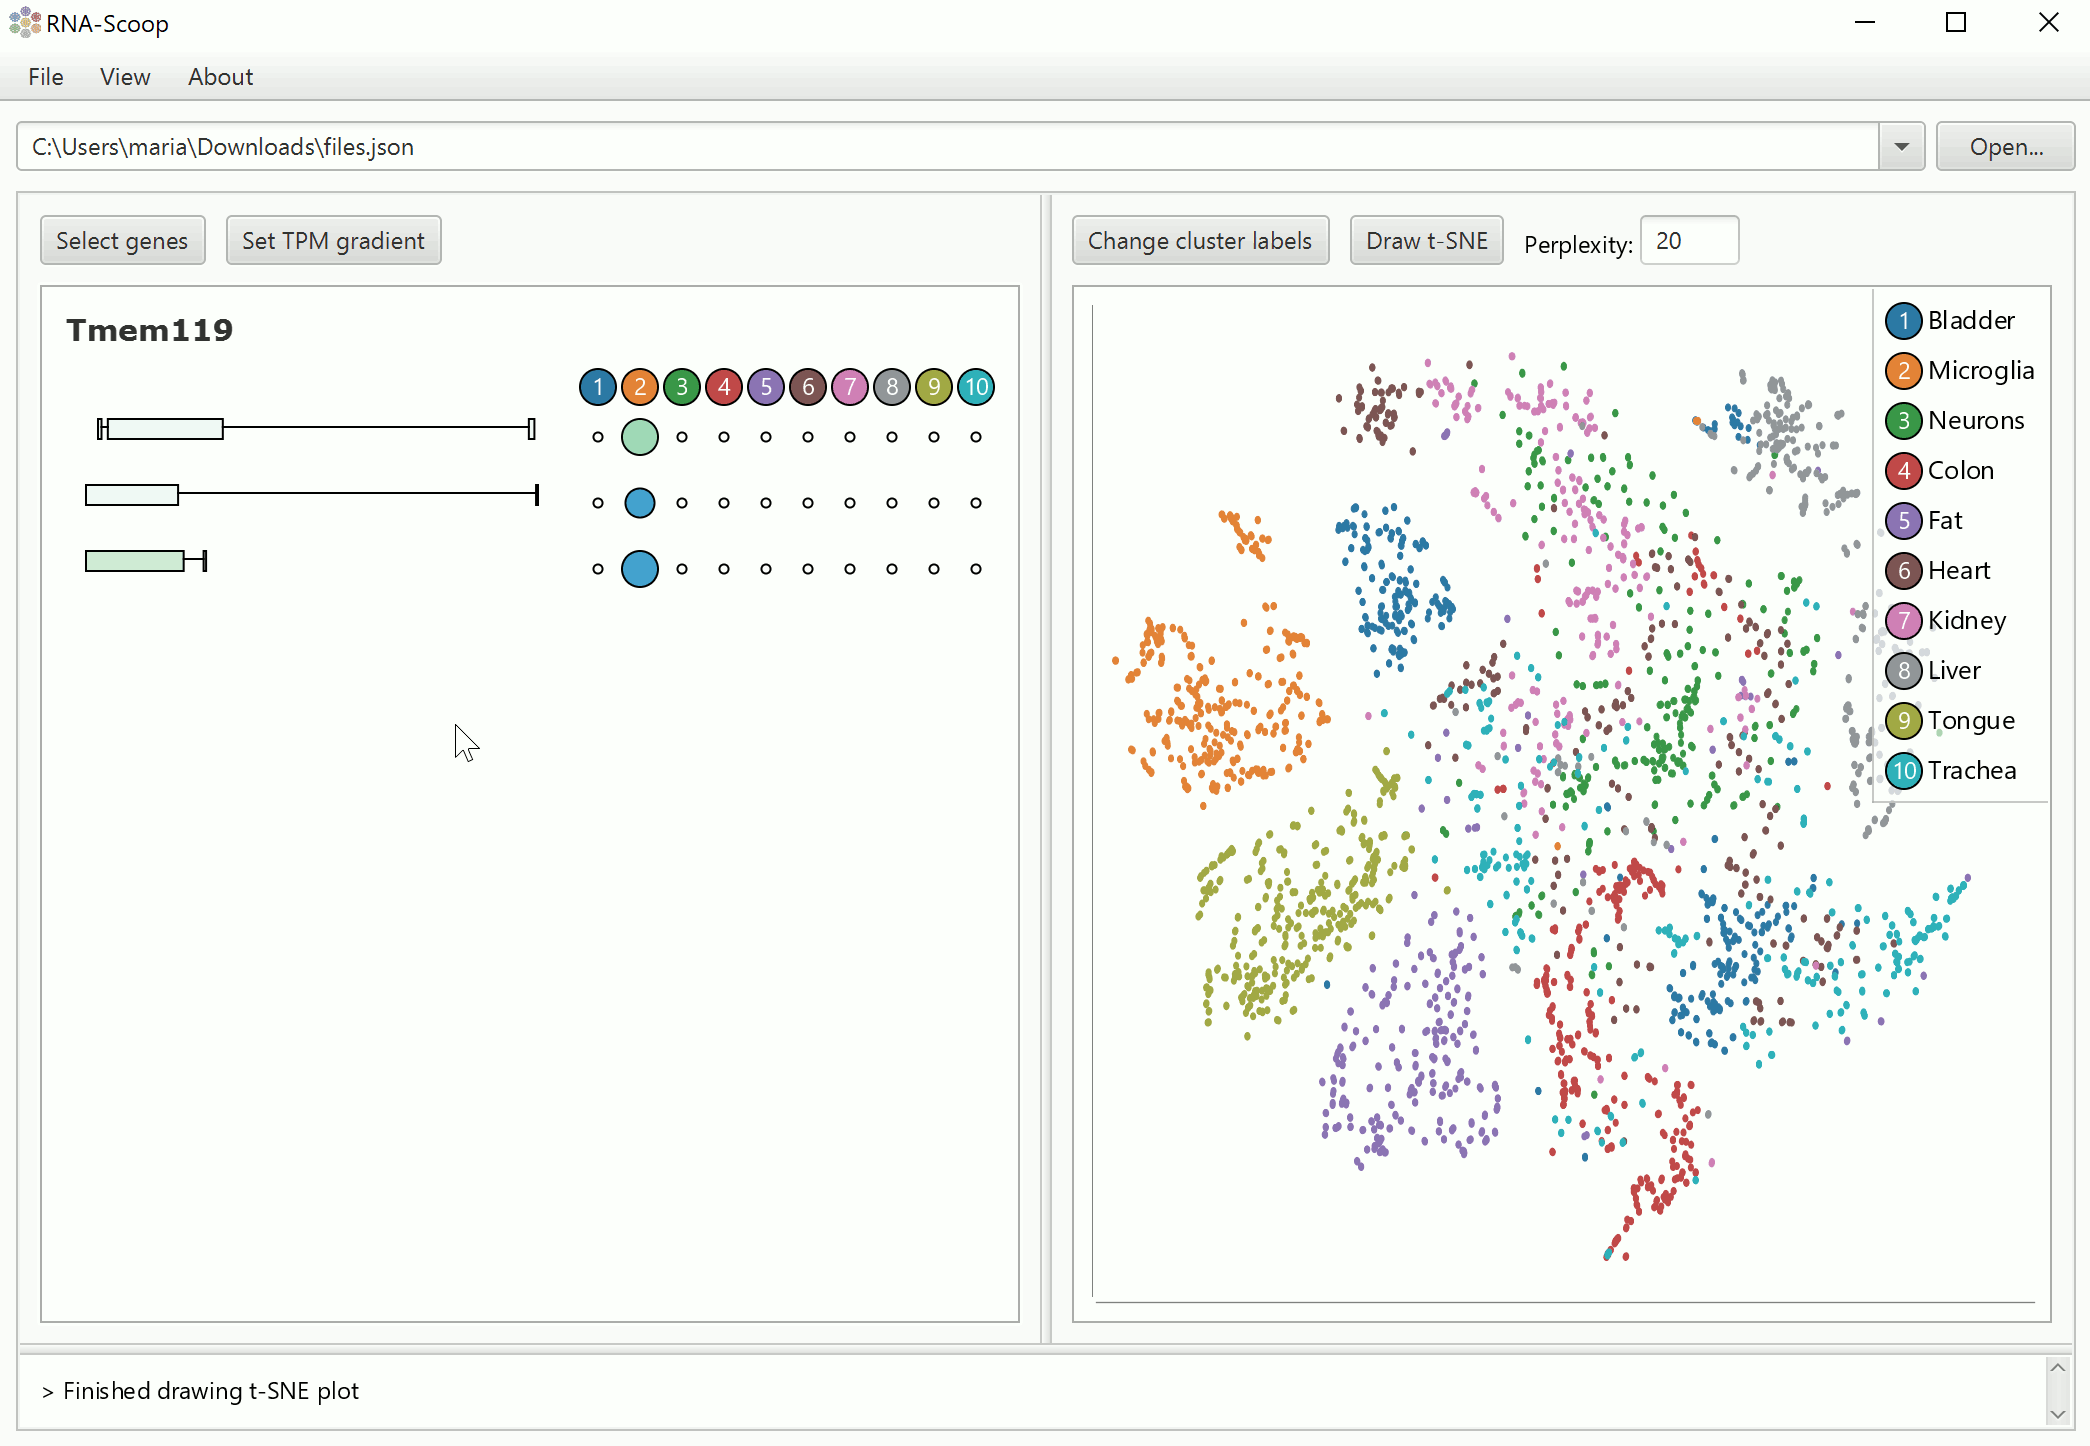 RNA-Scoop
File View About
C:\Users\maria\Downloads\files.json
Open...
Select genes Set TPM gradient
Change cluster labels Draw t-SNE Perplexity: 20
Tmem119
1 2 3 4 5 6 7 8 9 10
1 Bladder
2 Microglia
3 Neurons
4 Colon
5 Fat
6 Heart
7 Kidney
8 Liver
9 Tongue
10 Trachea
> Finished drawing t-SNE plot